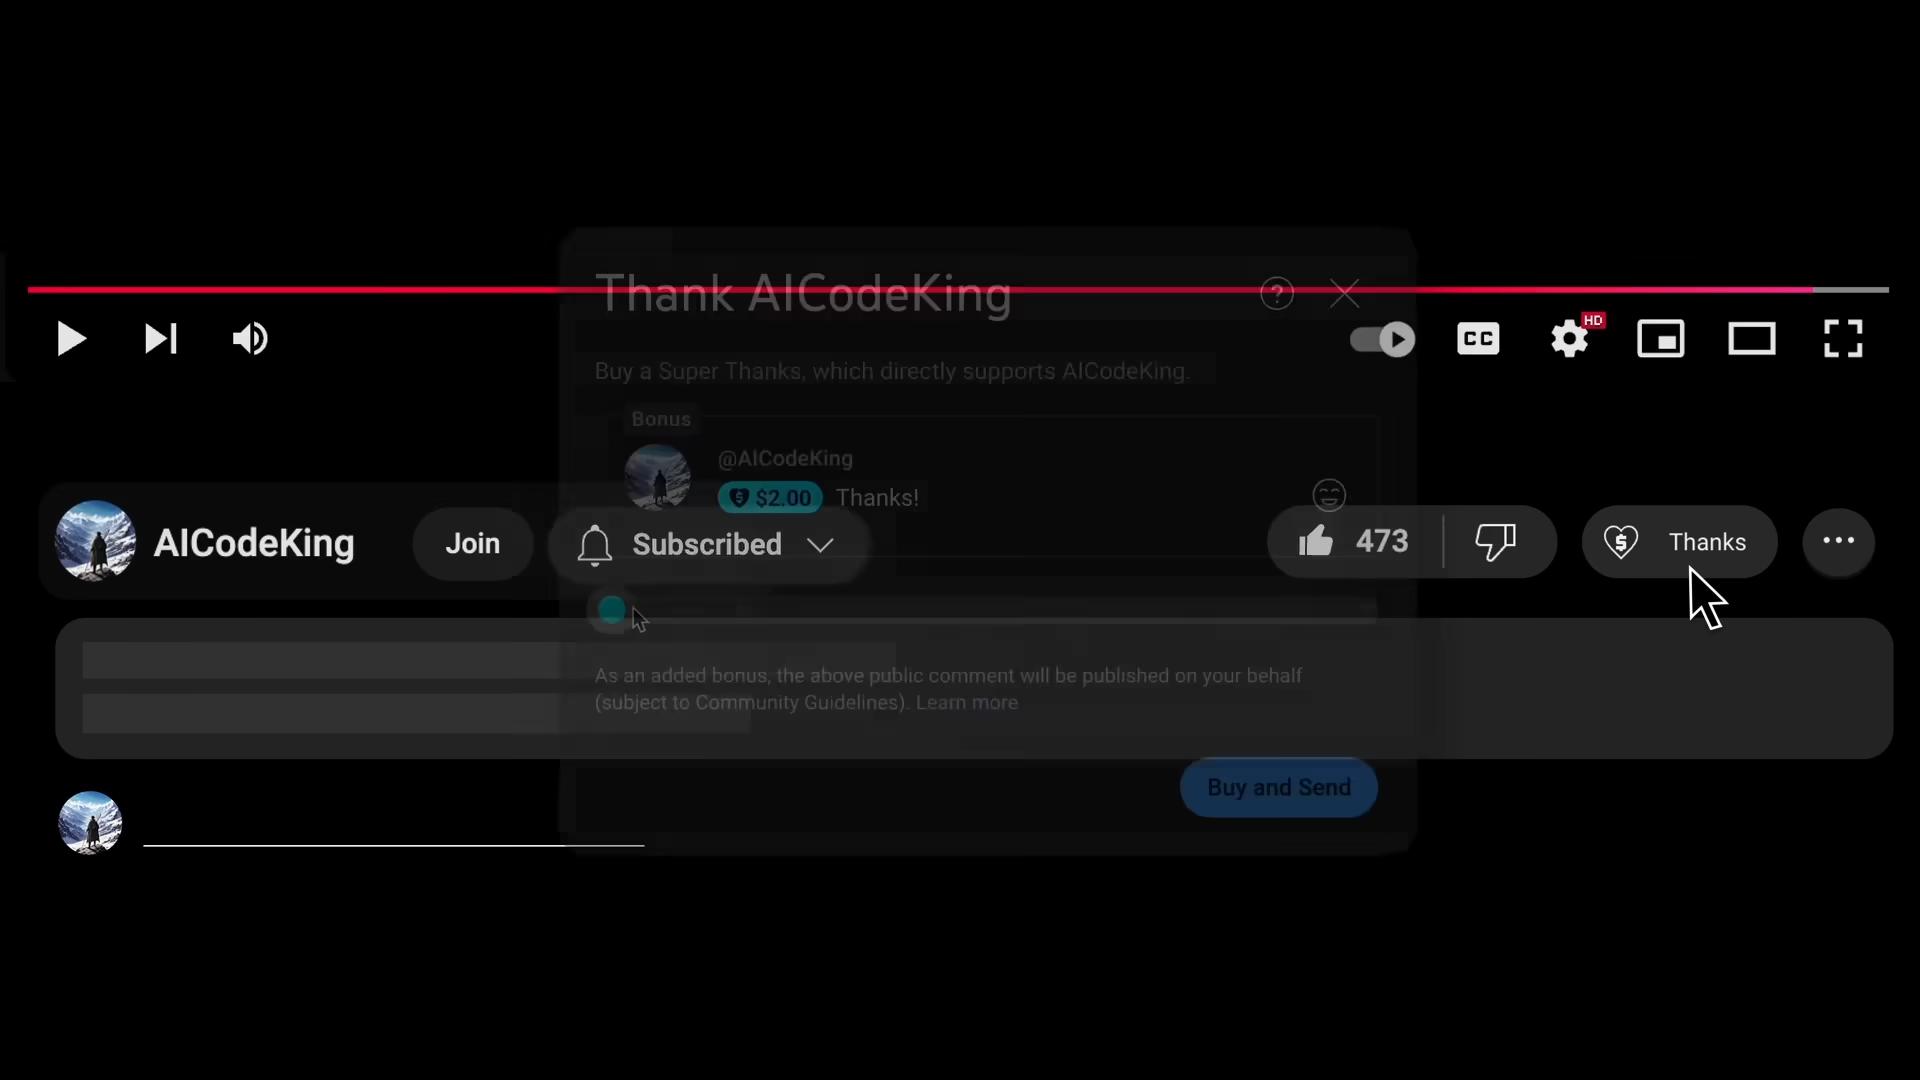 Thank AICodeKing
HD
CC
Buy a Super Thanks, which directly supports AICodeKing.
Bonus
@AICodeKing
$2.00 Thanks!
AICodeKing
Join
Subscribed
473
Thanks
As an added bonus, the above public comment will be published on your behalf
(subject to Community Guidelines). Learn more
Buy and Send